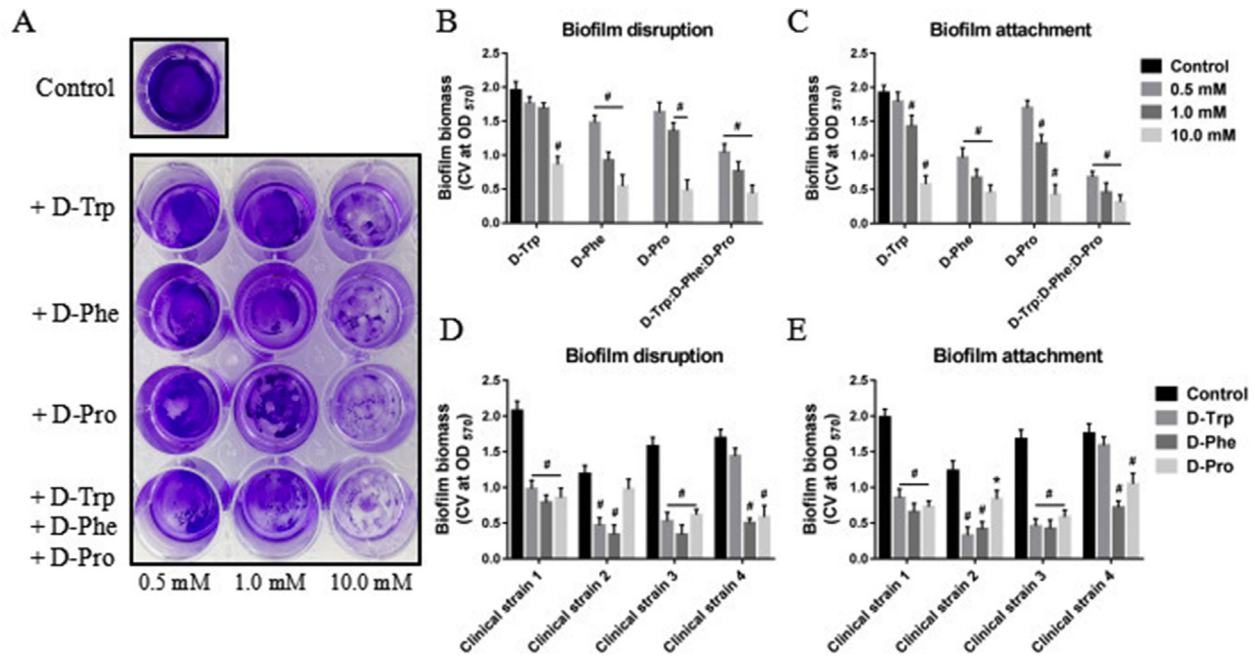 A
Control
+ D-Trp
+ D-Phe
+ D-Pro
+ D-Trp
+ D-Phe
+ D-Pro
0.5 mM 1.0 mM 10.0 mM
B
Biofilm disruption
Biofilm biomass
(CV at OD 570)
2.5
2.0
1.5
1.0
0.5
0.0
#
#
#
#
D-Trp
D-Phe
D-Pro
D-Trp:D-Phe:D-Pro
C
Biofilm attachment
Biofilm biomass
(CV at OD 570)
2.5
2.0
1.5
1.0
0.5
0.0
#
#
#
#
#
#
D-Trp
D-Phe
D-Pro
D-Trp:D-Phe:D-Pro
Control
0.5 mM
1.0 mM
10.0 mM
D
Biofilm disruption
Biofilm biomass
(CV at OD 570)
2.5
2.0
1.5
1.0
0.5
0.0
#
#
#
#
#
#
Clinical strain 1
Clinical strain 2
Clinical strain 3
Clinical strain 4
E
Biofilm attachment
Biofilm biomass
(CV at OD 570)
2.5
2.0
1.5
1.0
0.5
0.0
#
#
#
*
#
#
#
Clinical strain 1
Clinical strain 2
Clinical strain 3
Clinical strain 4
Control
D-Trp
D-Phe
D-Pro